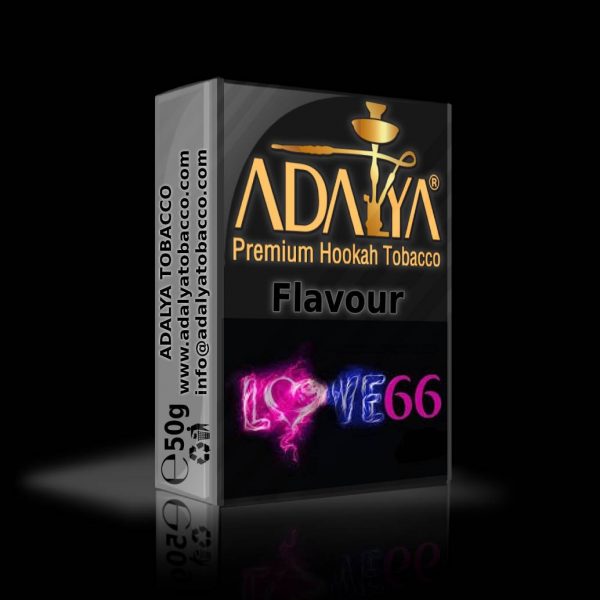 ADALYA®
Premium Hookah Tobacco
Flavour
LOVE66
ADALYA TOBACCO
www.adalyatobacco.com
info@adalyatobacco.com
℮50g